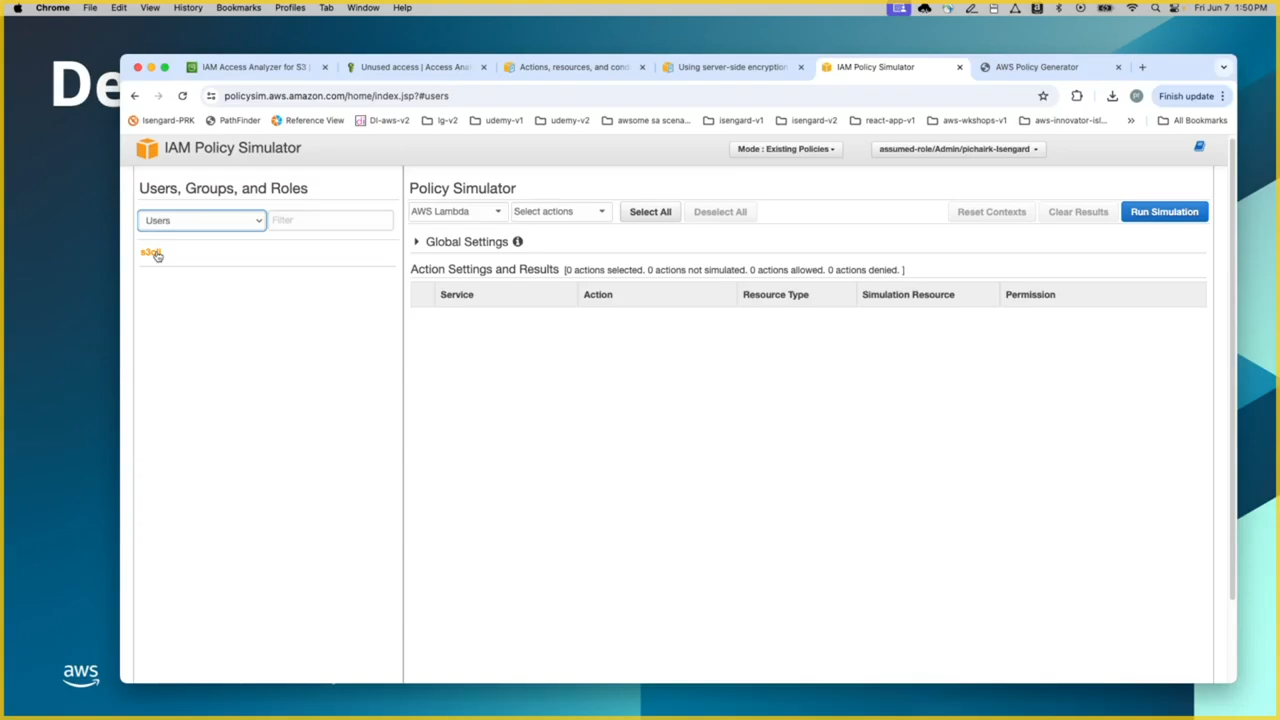 Chrome File Edit View History Bookmarks Profiles Tab Window Help Fri Jun 7 1:50PM
De
IAM Access Analyzer for S3 | Unused access | Access Ana Actions, resources, and cond Using server-side encryption IAM Policy Simulator AWS Policy Generator
policysim.aws.amazon.com/home/index.jsp?#users Finish update
Isengard-PRK PathFinder Reference View DI-aws-v2 lg-v2 udemy-v1 udemy-v2 awsome sa scena... isengard-v1 isengard-v2 react-app-v1 aws-wkshops-v1 aws-innovator-isl... » All Bookmarks
IAM Policy Simulator Mode : Existing Policies assumed-role/Admin/pichairk-Isengard
Users, Groups, and Roles
Users Filter
Policy Simulator
AWS Lambda Select actions Select All Deselect All Reset Contexts Clear Results Run Simulation
Global Settings
Action Settings and Results [0 actions selected. 0 actions not simulated. 0 actions allowed. 0 actions denied. ]
Service Action Resource Type Simulation Resource Permission
aws